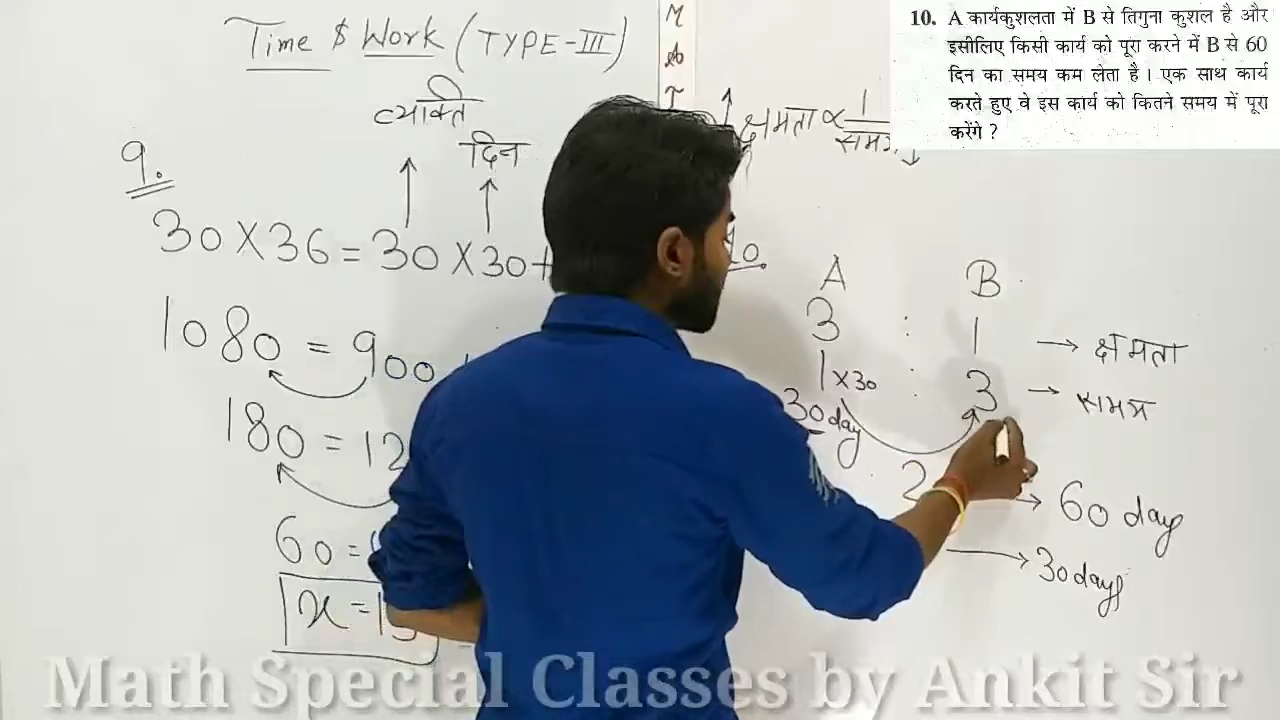 Time $ Work (TYPE-III)
व्यक्ति
दिन
9.
30 X 36 = 30 X 30 +
1080 = 900
180 = 12
60 =
x = 15
M
क्षमता ∝ 1
समय
10. A कार्यकुशलता में B से तिगुना कुशल है और
इसीलिए किसी कार्य को पूरा करने में B से 60
दिन का समय कम लेता है। एक साथ कार्य
करते हुए वे इस कार्य को कितने समय में पूरा
करेंगे ?
10.
A B
3 : 1 → क्षमता
1 x 30 : 3 → समय
30 day
2 → 60 day
→ 30 days
Math Special Classes by Ankit Sir